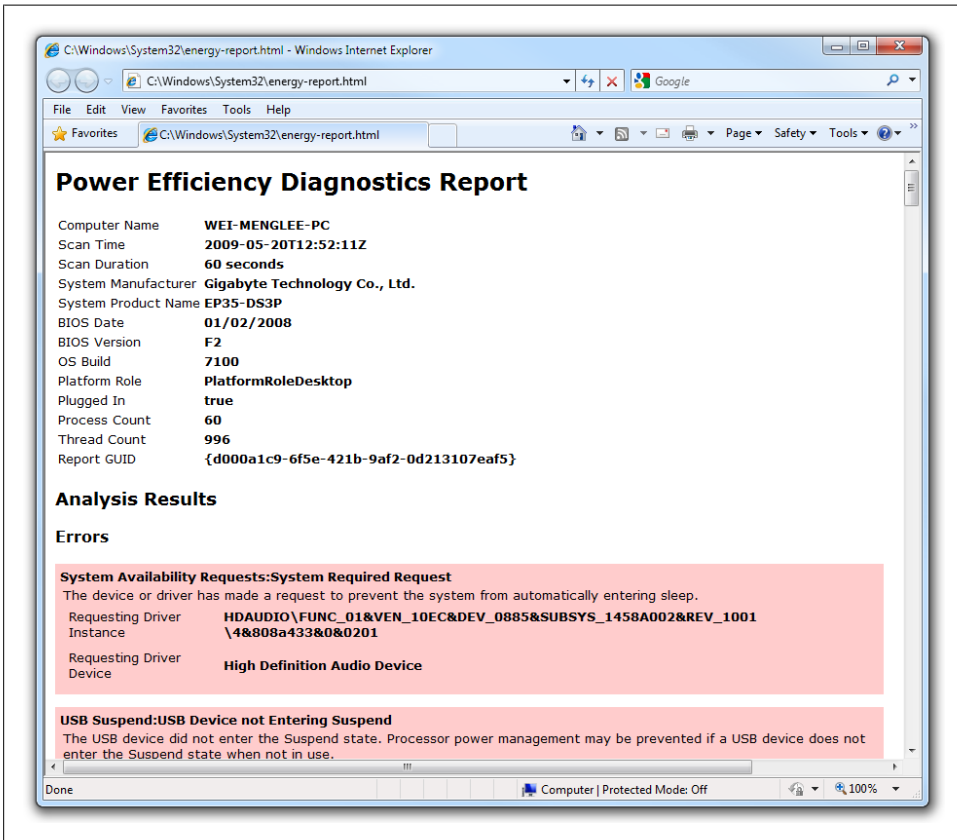 C:\Windows\System32\energy-report.html - Windows Internet Explorer
C:\Windows\System32\energy-report.html
Google
File Edit View Favorites Tools Help
Favorites
C:\Windows\System32\energy-report.html
Page Safety Tools
Power Efficiency Diagnostics Report
Computer Name WEI-MENGLEE-PC
Scan Time 2009-05-20T12:52:11Z
Scan Duration 60 seconds
System Manufacturer Gigabyte Technology Co., Ltd.
System Product Name EP35-DS3P
BIOS Date 01/02/2008
BIOS Version F2
OS Build 7100
Platform Role PlatformRoleDesktop
Plugged In true
Process Count 60
Thread Count 996
Report GUID {d000a1c9-6f5e-421b-9af2-0d213107eaf5}
Analysis Results
Errors
System Availability Requests:System Required Request
The device or driver has made a request to prevent the system from automatically entering sleep.
Requesting Driver Instance HDAUDIO\FUNC_01&VEN_10EC&DEV_0885&SUBSYS_1458A002&REV_1001
\4&808a433&0&0201
Requesting Driver Device High Definition Audio Device
USB Suspend:USB Device not Entering Suspend
The USB device did not enter the Suspend state. Processor power management may be prevented if a USB device does not
enter the Suspend state when not in use.
Done
Computer | Protected Mode: Off
100%